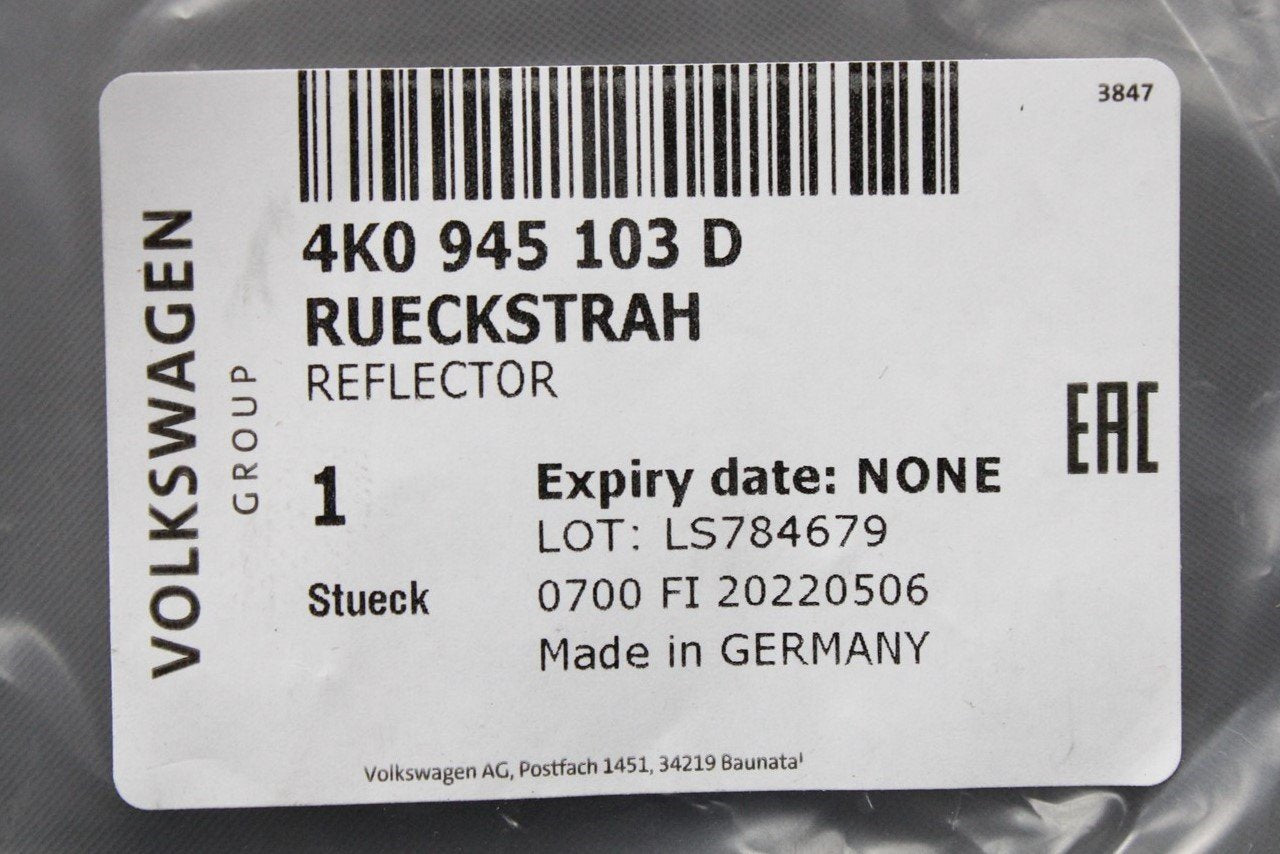 3847
VOLKSWAGEN
GROUP
4K0 945 103 D
RUECKSTRAH
REFLECTOR
EAC
1
Expiry date: NONE
LOT: LS784679
Stueck
0700 FI 20220506
Made in GERMANY
Volkswagen AG, Postfach 1451, 34219 Baunatal